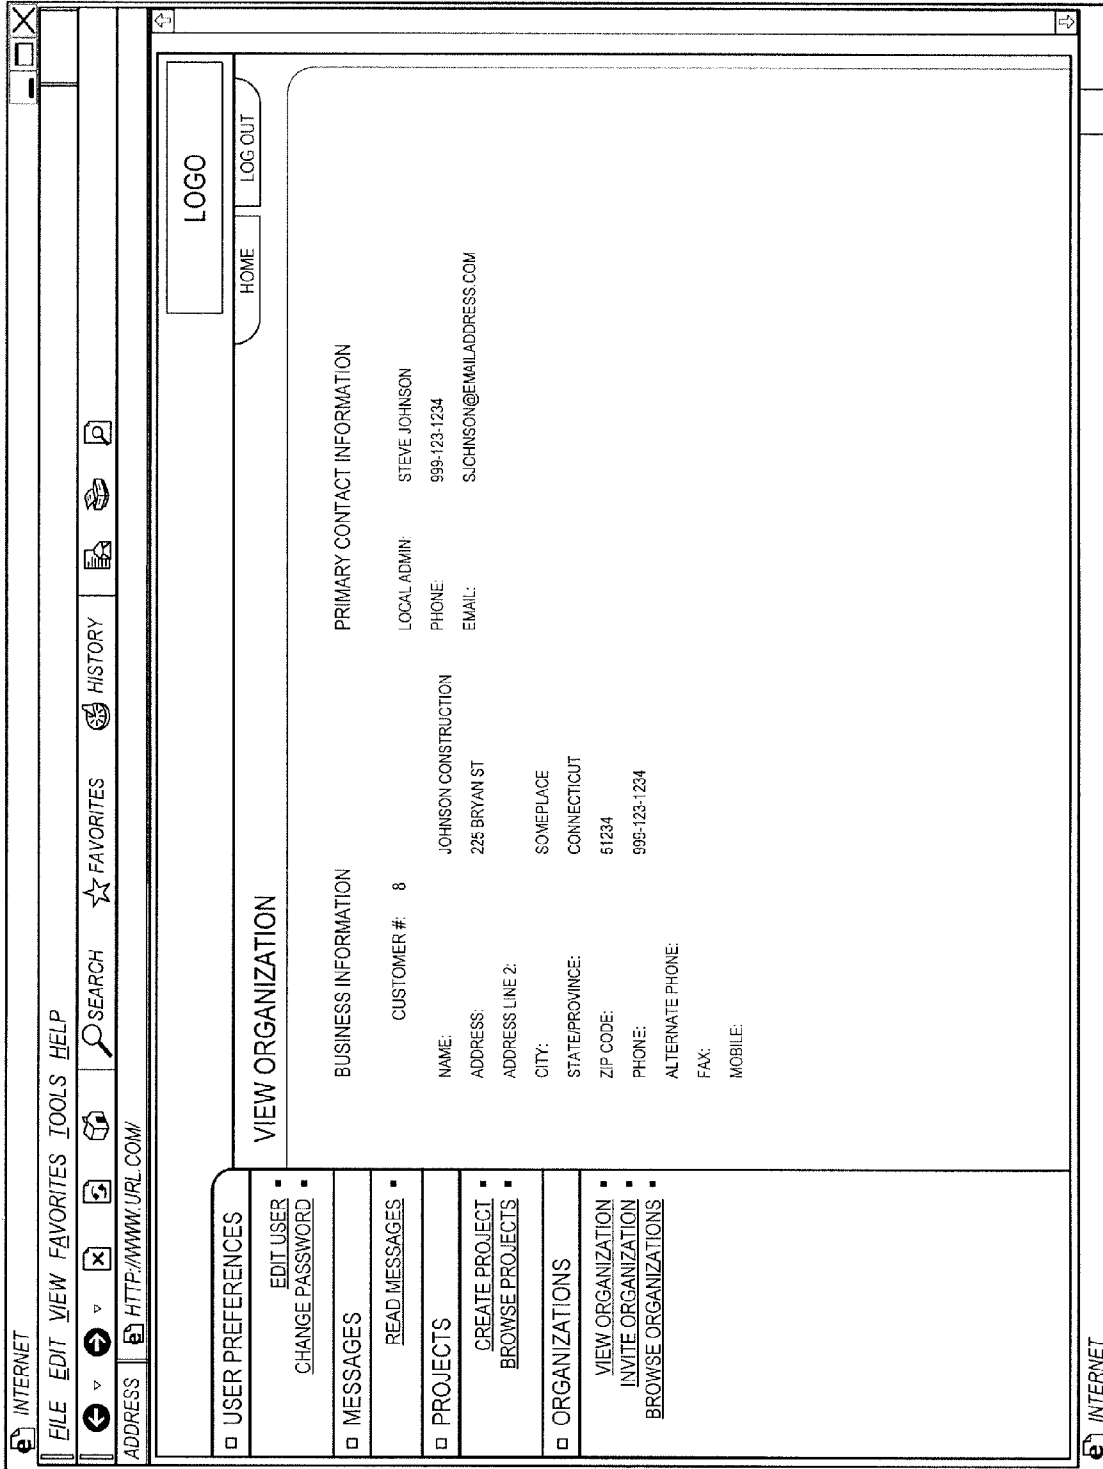 INTERNET
FILE EDIT VIEW FAVORITES TOOLS HELP
SEARCH FAVORITES HISTORY
ADDRESS HTTP://WWW.URL.COM/
LOGO
HOME LOG OUT
USER PREFERENCES
EDIT USER
CHANGE PASSWORD
MESSAGES
READ MESSAGES
PROJECTS
CREATE PROJECT
BROWSE PROJECTS
ORGANIZATIONS
VIEW ORGANIZATION
INVITE ORGANIZATION
BROWSE ORGANIZATIONS
VIEW ORGANIZATION
BUSINESS INFORMATION
CUSTOMER #: 8
NAME: JOHNSON CONSTRUCTION
ADDRESS: 225 BRYAN ST
ADDRESS LINE 2:
CITY: SOMEPLACE
STATE/PROVINCE: CONNECTICUT
ZIP CODE: 51234
PHONE: 999-123-1234
ALTERNATE PHONE:
FAX:
MOBILE:
PRIMARY CONTACT INFORMATION
LOCAL ADMIN: STEVE JOHNSON
PHONE: 999-123-1234
EMAIL: SJCHNSON@EMAILADDRESS.COM
INTERNET